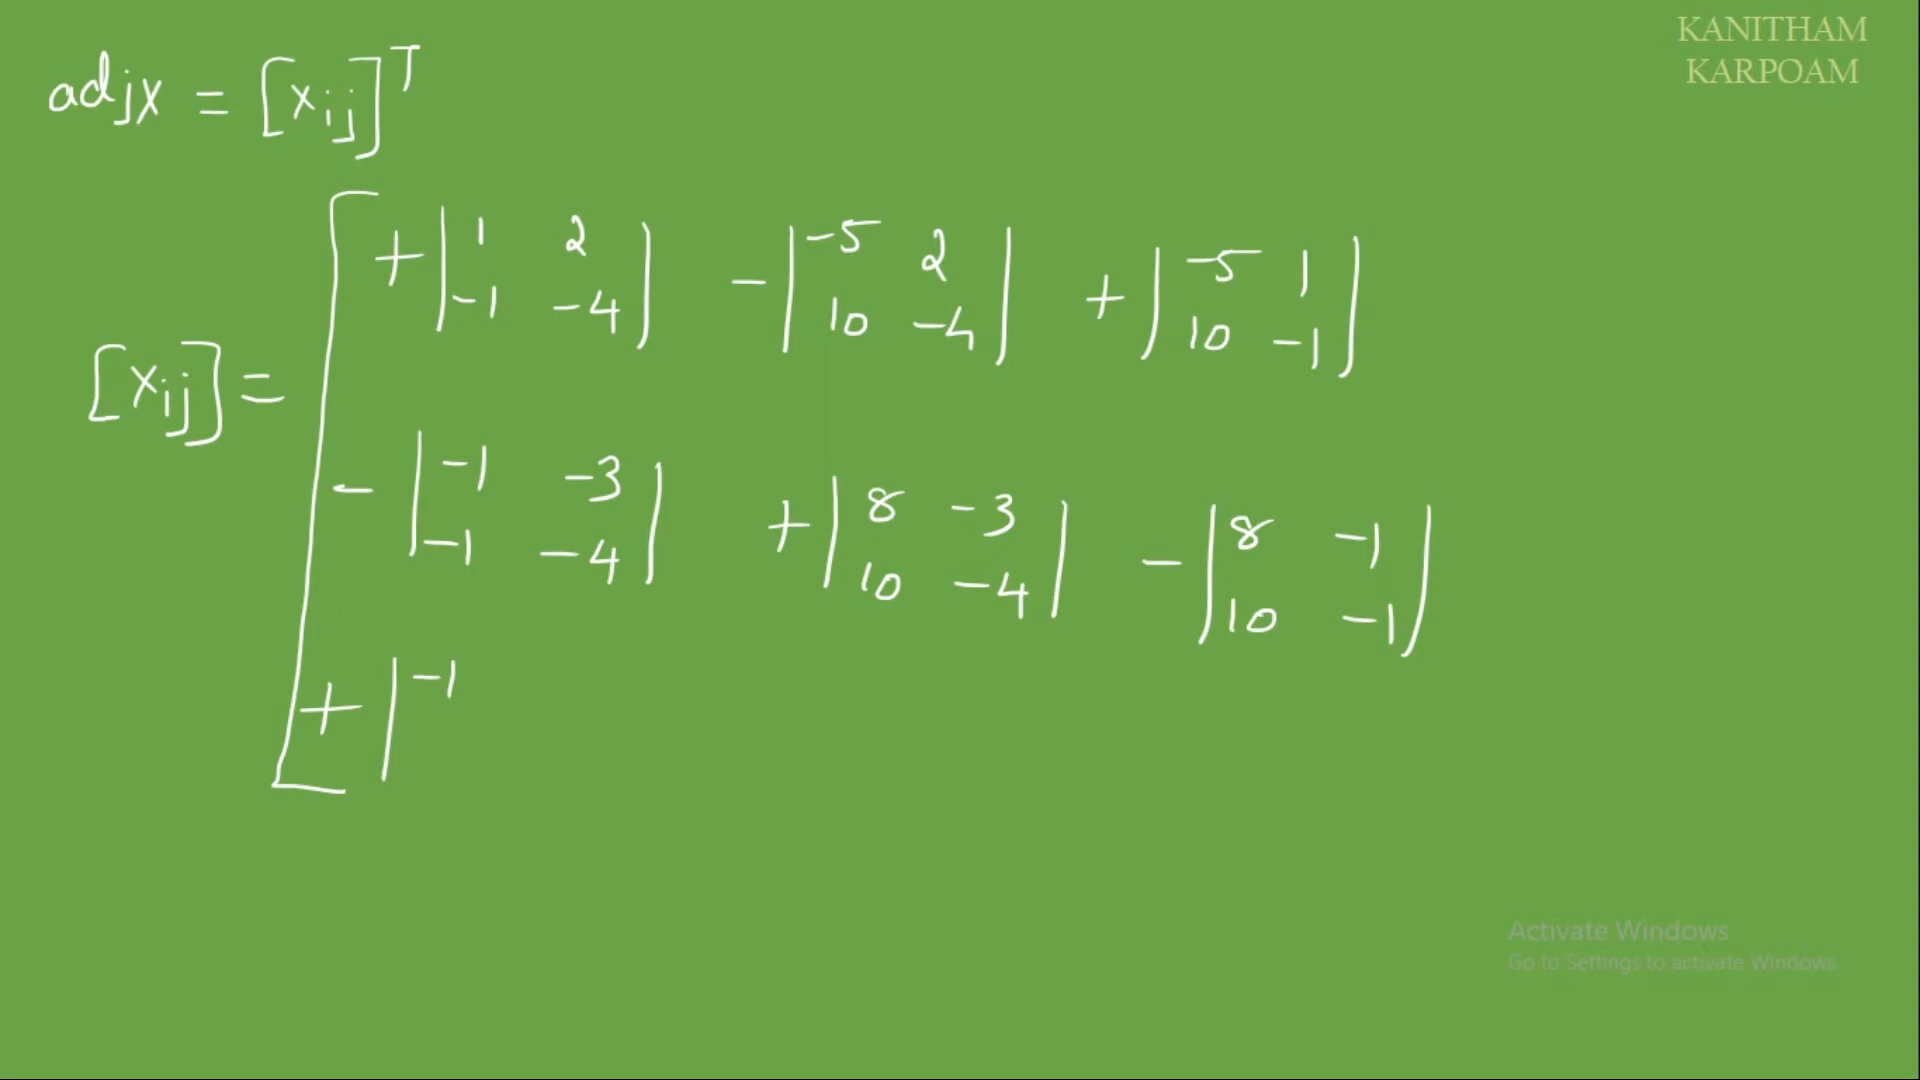 KANITHAM
KARPOAM
adjX = [xij]^T
[xij] = [ +| 1 2 | -| -5 2 | +| -5 1 |
| -1 -4 | | 10 -4 | | 10 -1 |
-| -1 -3 | +| 8 -3 | -| 8 -1 |
| -1 -4 | | 10 -4 | | 10 -1 |
+| -1
Activate Windows
Go to Settings to activate Windows.